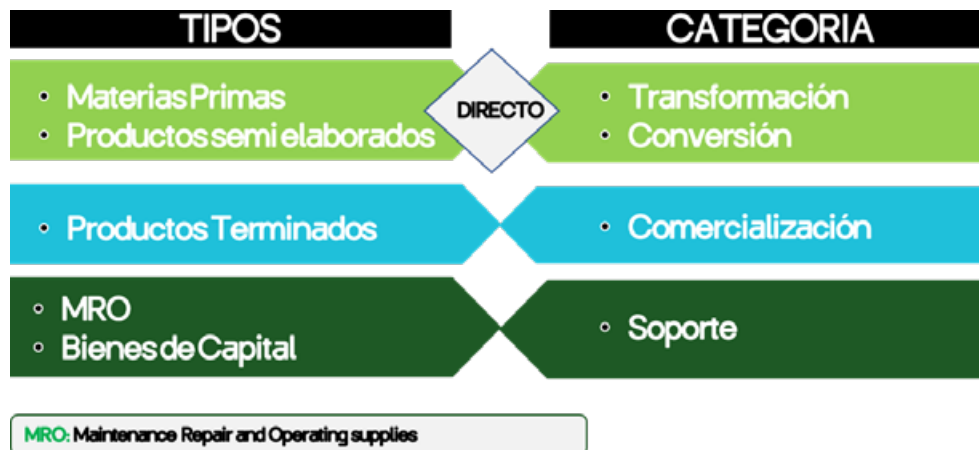 TIPOS
CATEGORIA
• Materias Primas
• Productos semi elaborados
DIRECTO
• Transformación
• Conversión
• Productos Terminados
• Comercialización
• MRO
• Bienes de Capital
• Soporte
MRO: Maintenance Repair and Operating supplies